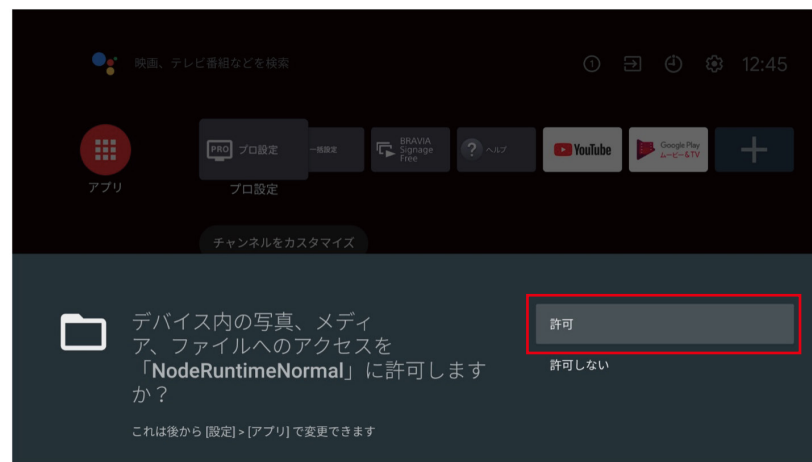 映画、テレビ番組などを検索
12:45
アプリ
PRO プロ設定
一括設定
BRAVIA
Signage
Free
? ヘルプ
YouTube
Google Play
ムービー&TV
プロ設定
チャンネルをカスタマイズ
デバイス内の写真、メディ
ア、ファイルへのアクセスを
「NodeRuntimeNormal」に許可します
か？
これは後から [設定] > [アプリ] で変更できます
許可
許可しない